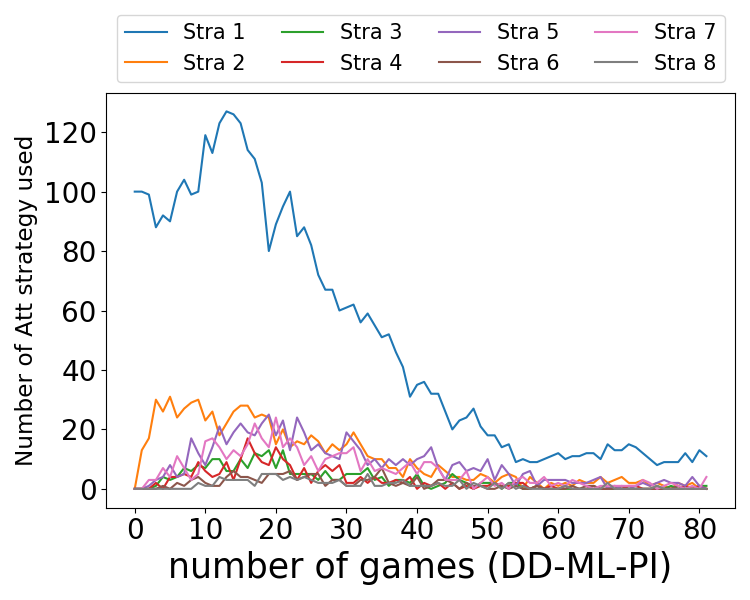 Stra 1 Stra 3 Stra 5 Stra 7
Stra 2 Stra 4 Stra 6 Stra 8
Number of Att strategy used
120
100
80
60
40
20
0
0 10 20 30 40 50 60 70 80
number of games (DD-ML-PI)